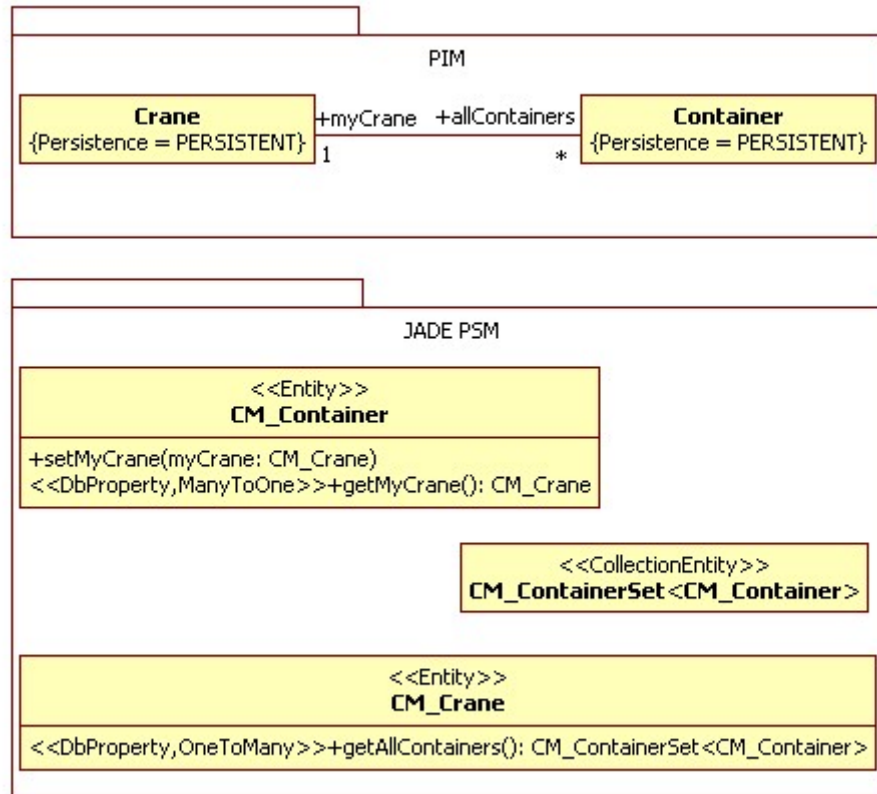 PIM
Crane
{Persistence = PERSISTENT}
+myCrane
+allContainers
1
*
Container
{Persistence = PERSISTENT}
JADE PSM
<<Entity>>
CM_Container
+setMyCrane(myCrane: CM_Crane)
<<DbProperty,ManyToOne>>+getMyCrane(): CM_Crane
<<CollectionEntity>>
CM_ContainerSet<CM_Container>
<<Entity>>
CM_Crane
<<DbProperty,OneToMany>>+getAllContainers(): CM_ContainerSet<CM_Container>